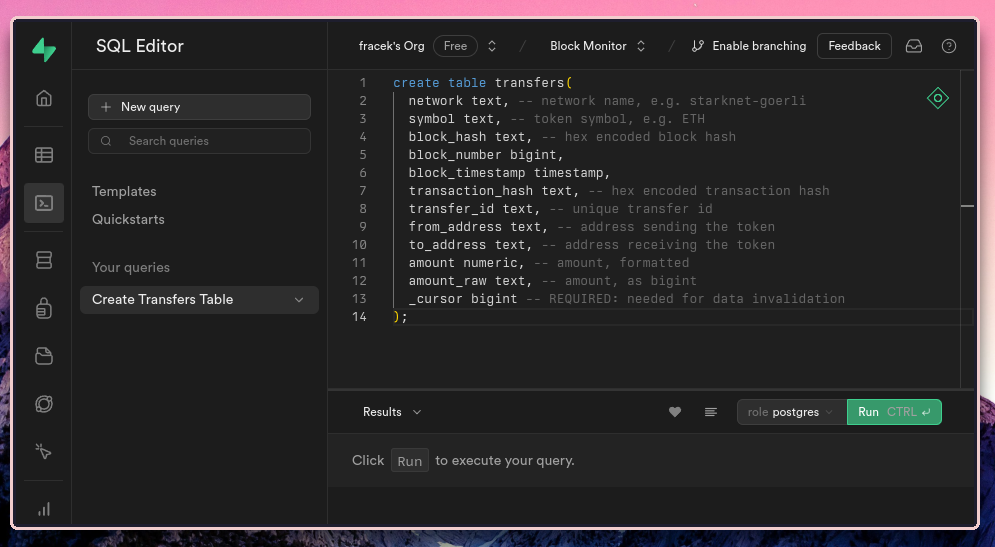 SQL Editor
fracek's Org Free / Block Monitor / Enable branching Feedback
New query
Search queries
Templates
Quickstarts
Your queries
Create Transfers Table
1 create table transfers(
2 network text, -- network name, e.g. starknet-goerli
3 symbol text, -- token symbol, e.g. ETH
4 block_hash text, -- hex encoded block hash
5 block_number bigint,
6 block_timestamp timestamp,
7 transaction_hash text, -- hex encoded transaction hash
8 transfer_id text, -- unique transfer id
9 from_address text, -- address sending the token
10 to_address text, -- address receiving the token
11 amount numeric, -- amount, formatted
12 amount_raw text, -- amount, as bigint
13 _cursor bigint -- REQUIRED: needed for data invalidation
14 );
Results role postgres Run CTRL ↵
Click Run to execute your query.